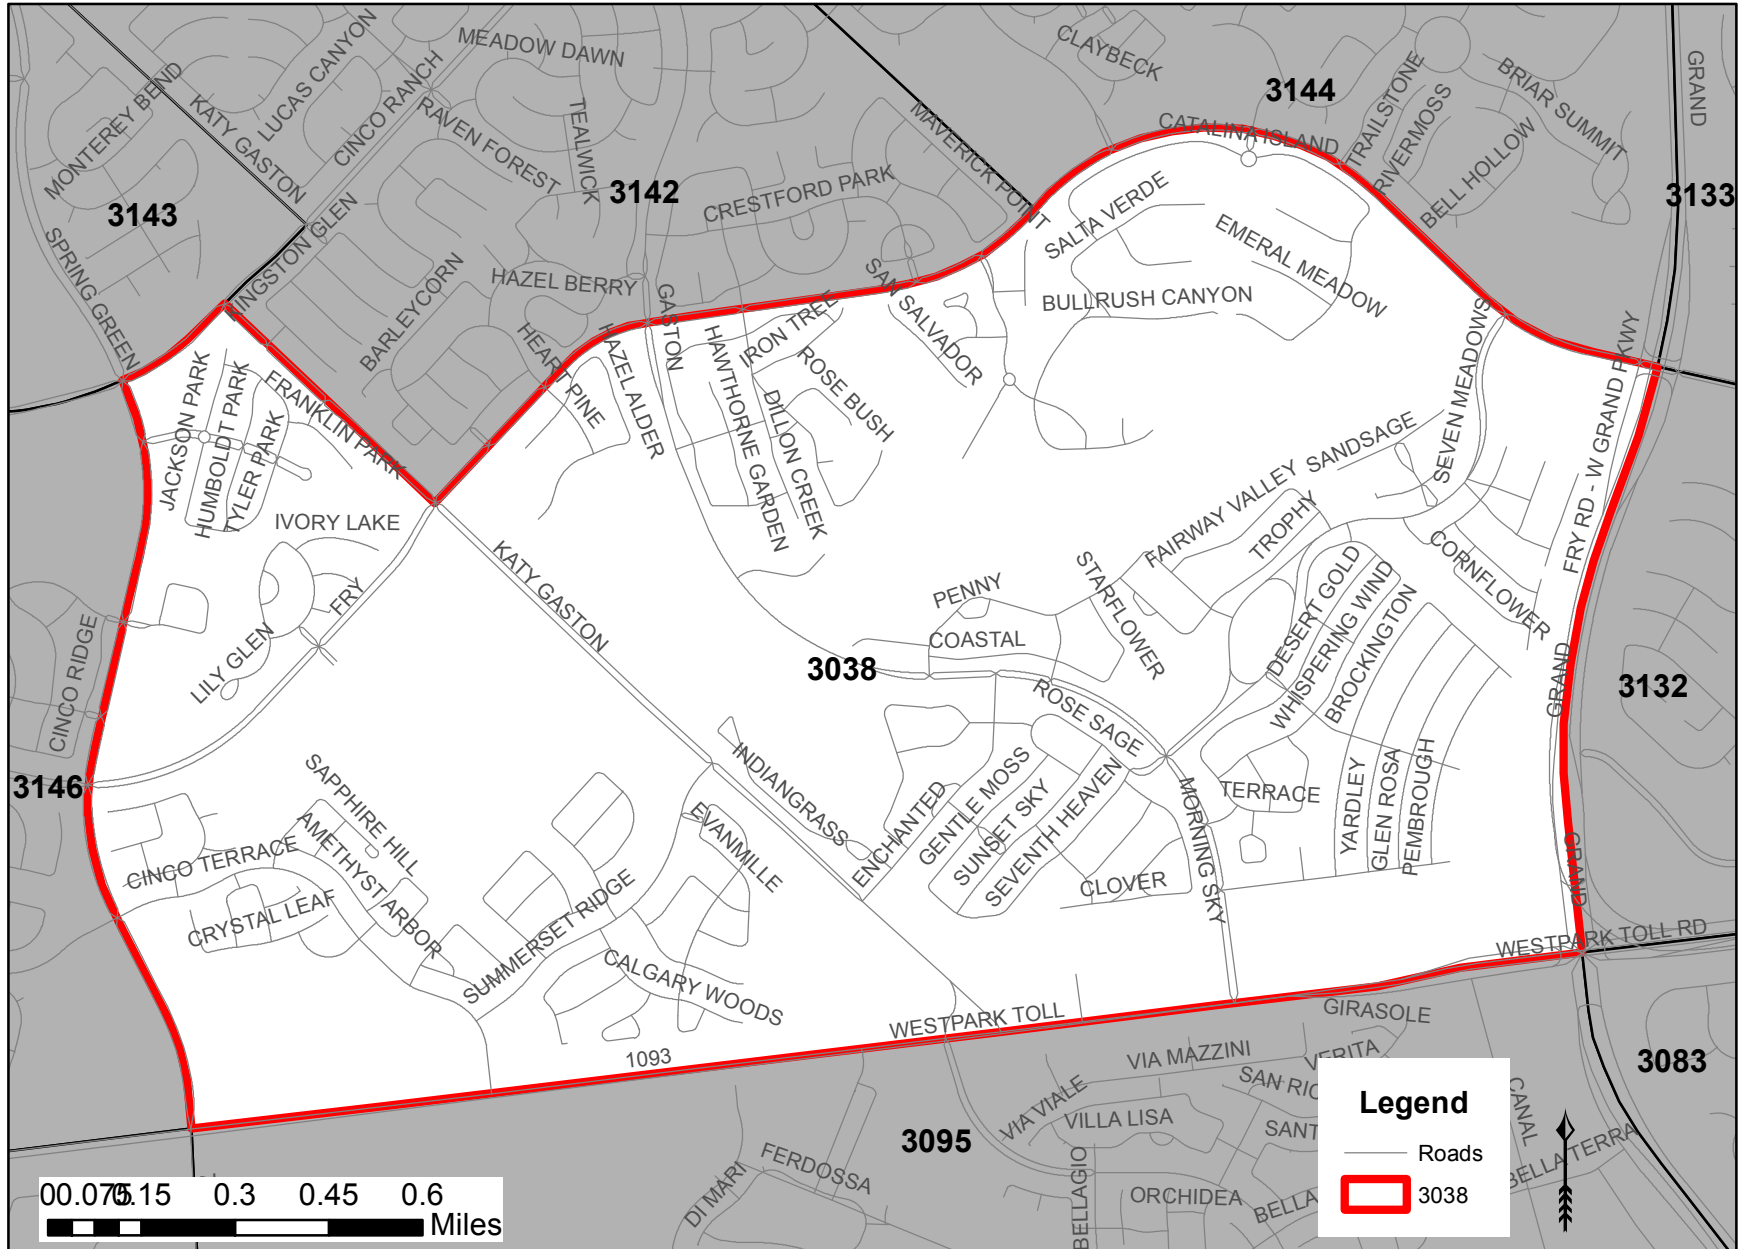 MEADOW DAWN
CLAYBECK
GRAND
LUCAS CANYON
CINCO RANCH
MONTEREY BEND
KATY GASTON
RAVEN FOREST
TEALWICK
3144
TRAILSTONE
RIVERMOSS
BRIAR SUMMIT
BELL HOLLOW
MAVERICK POINT
CATALINA ISLAND
3143
3142
3133
CRESTFORD PARK
SALTA VERDE
EMERAL MEADOW
KINGSTON GLEN
SPRING GREEN
BARLEYCORN
HAZEL BERRY
GASTON
SAN SALVADOR
BULLRUSH CANYON
HEART PINE
HAZEL ALDER
IRON TREE
HAWTHORNE GARDEN
ROSE BUSH
DILLON CREEK
SEVEN MEADOWS
FRY RD - W GRAND PKWY
JACKSON PARK
HUMBOLDT PARK
TYLER PARK
FRANKLIN PARK
IVORY LAKE
FAIRWAY VALLEY
SANDSAGE
TROPHY
KATY GASTON
FRY
LILY GLEN
CINCO RIDGE
PENNY
COASTAL
STARFLOWER
DESERT GOLD
WHISPERING WIND
BROCKINGTON
CORNFLOWER
3038
GRAND
3132
ROSE SAGE
3146
SAPPHIRE HILL
AMETHYST ARBOR
CINCO TERRACE
CRYSTAL LEAF
SUMMERSET RIDGE
EVANMILLE
CALGARY WOODS
INDIANGRASS
ENCHANTED
GENTLE MOSS
SUNSET SKY
SEVENTH HEAVEN
CLOVER
MORNING SKY
TERRACE
YARDLEY
GLEN ROSA
PEMBROUGH
GRAND
WESTPARK TOLL RD
WESTPARK TOLL
1093
GIRASOLE
VIA MAZZINI
VERITA
3083
VIA VIALE
VILLA LISA
3095
CANAL
BELLA TERRA
FERDOSSA
DI MARI
BELLAGIO
ORCHIDEA
BELLA
Legend
Roads
3038
0 0.075 0.15 0.3 0.45 0.6
Miles